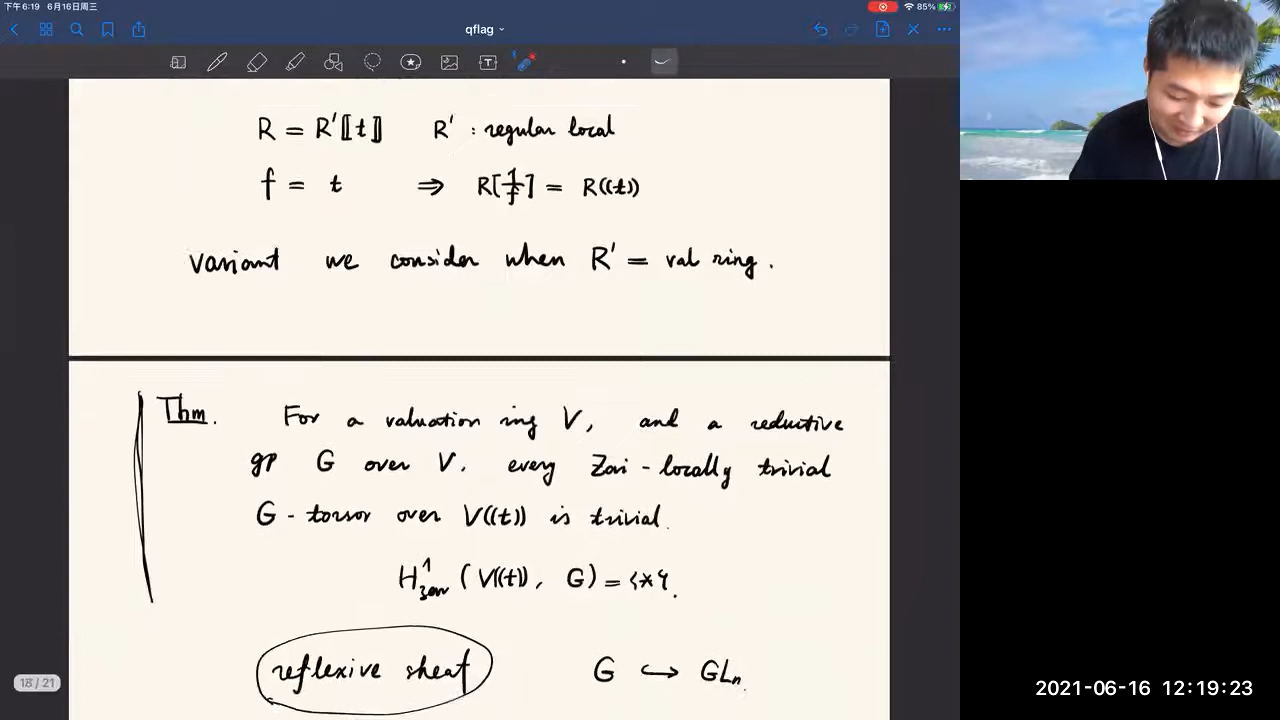 下午6:19 6月16日周三
85%
qflag
R = R'⟦t⟧ R' : regular local
f = t ⇒ R[1/f] = R((t))
variant we consider when R' = val ring.
Thm. For a valuation ring V, and a reductive
gp G over V. every Zar-locally trivial
G-torsor over V((t)) is trivial.
H¹_zar (V((t)), G) = {*}.
reflexive sheaf G ↪ GLn
18 / 21
2021-06-16 12:19:23